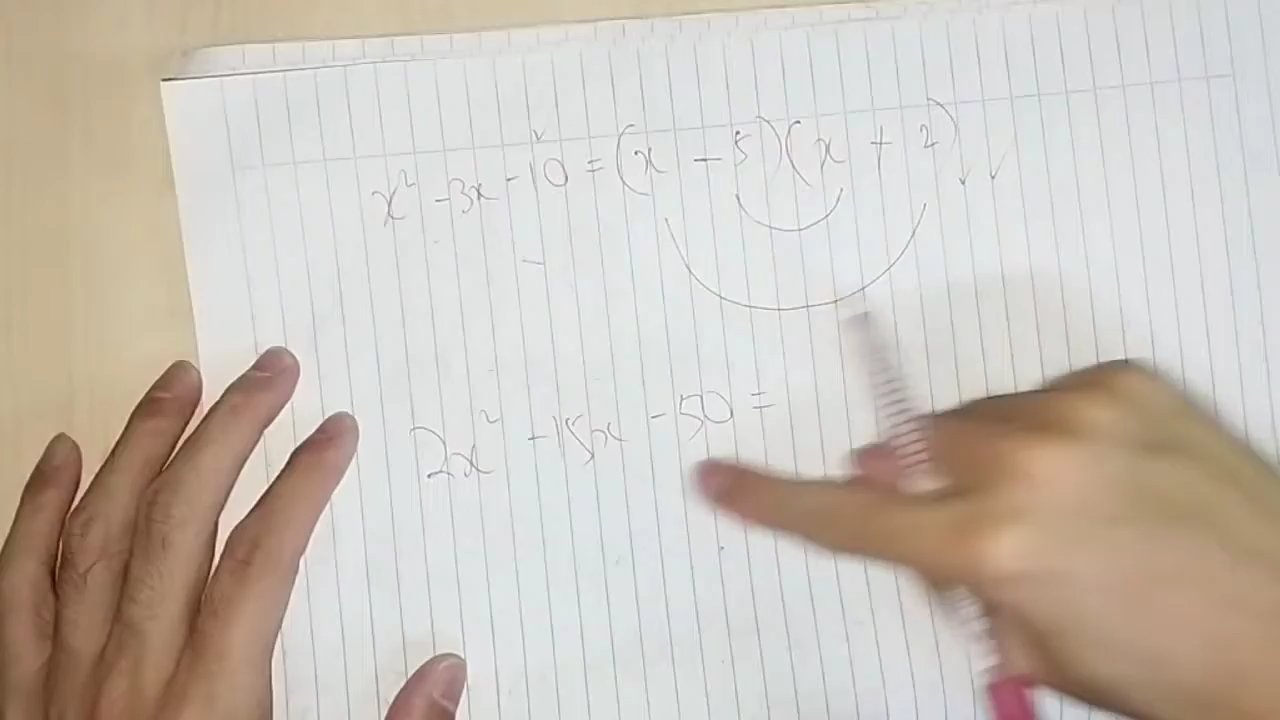 x² -3x -10 = (x - 5)(x + 2)
2x² -15x -50 =